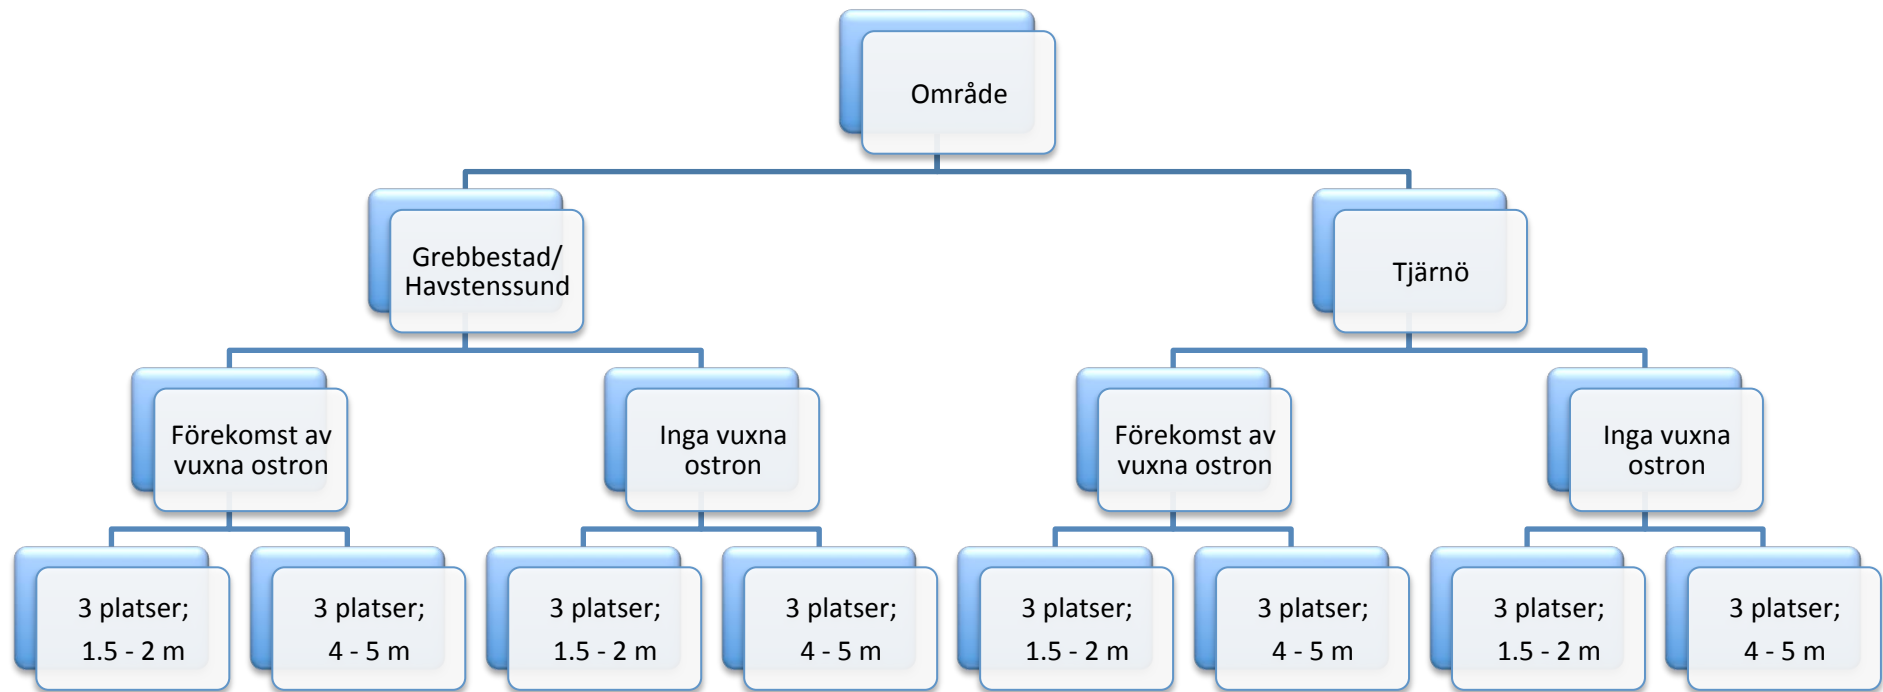 Område
Grebbestad/
Havstenssund
Tjärnö
Förekomst av
vuxna ostron
Inga vuxna
ostron
Förekomst av
vuxna ostron
Inga vuxna
ostron
3 platser;
1.5 - 2 m
3 platser;
4 - 5 m
3 platser;
1.5 - 2 m
3 platser;
4 - 5 m
3 platser;
1.5 - 2 m
3 platser;
4 - 5 m
3 platser;
1.5 - 2 m
3 platser;
4 - 5 m